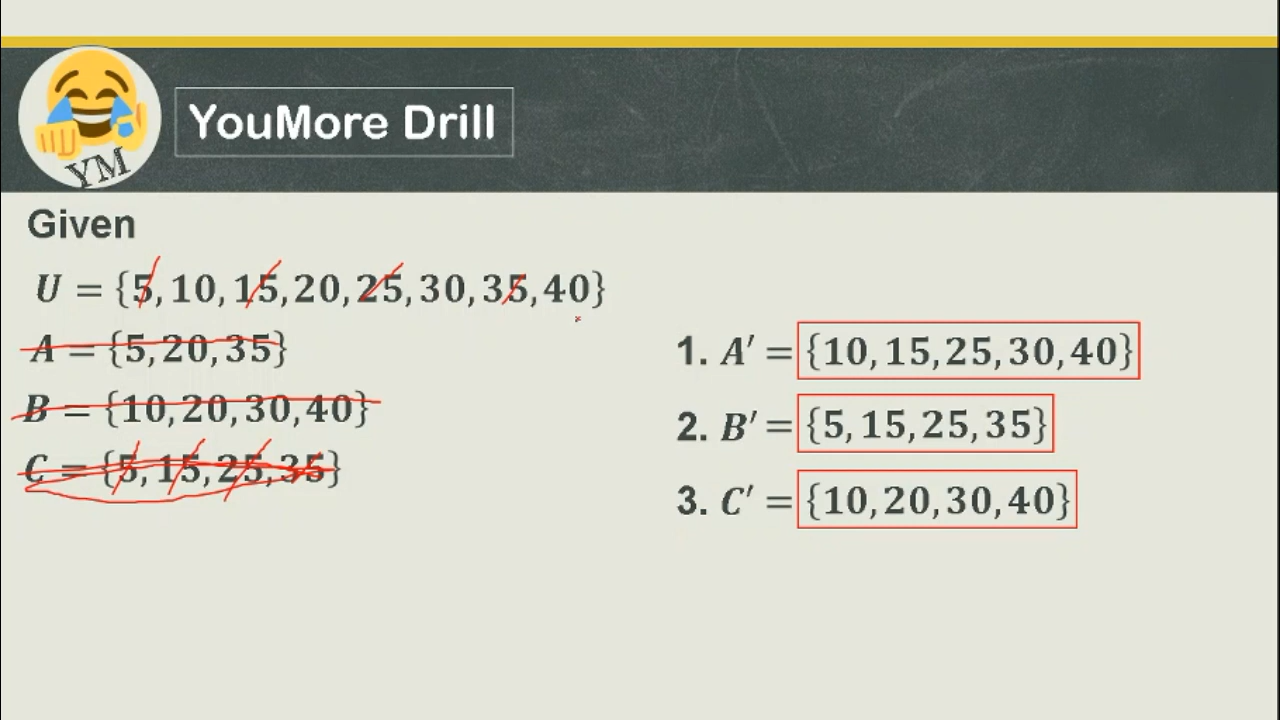 YM
YouMore Drill
Given
U = {5, 10, 15, 20, 25, 30, 35, 40}
A = {5, 20, 35}
B = {10, 20, 30, 40}
C = {5, 15, 25, 35}
1. A′ = {10, 15, 25, 30, 40}
2. B′ = {5, 15, 25, 35}
3. C′ = {10, 20, 30, 40}